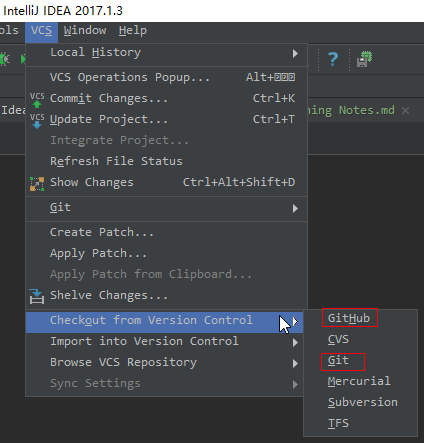 IntelliJ IDEA 2017.1.3
ols VCS Window Help
Local History
VCS Operations Popup... Alt+
VCS Commit Changes... Ctrl+K
Idea
ning Notes.md ×
VCS Update Project... Ctrl+T
Integrate Project...
Refresh File Status
Show Changes Ctrl+Alt+Shift+D
Git
Create Patch...
Apply Patch...
Apply Patch from Clipboard...
Shelve Changes...
Checkout from Version Control
Import into Version Control
Browse VCS Repository
Sync Settings
GitHub
CVS
Git
Mercurial
Subversion
TFS